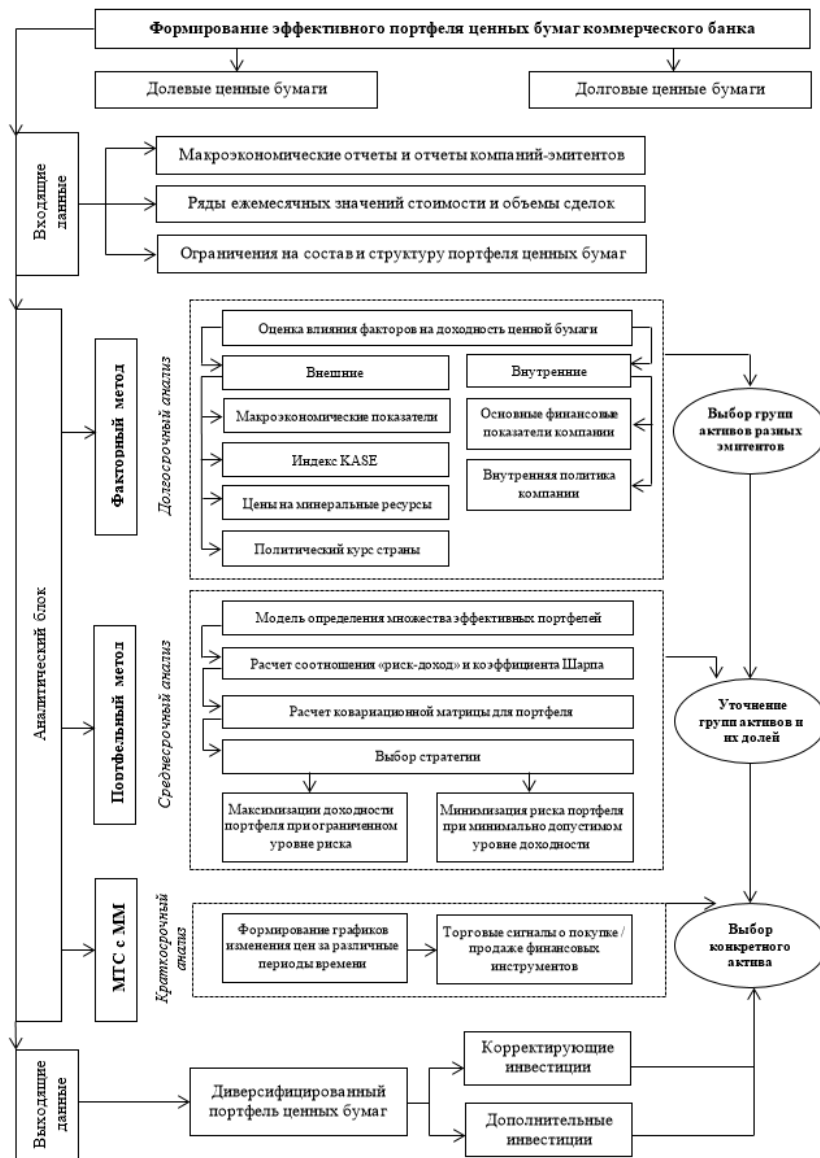 Формирование эффективного портфеля ценных бумаг коммерческого банка
Долевые ценные бумаги
Долговые ценные бумаги
Входящие
данные
Макроэкономические отчеты и отчеты компаний-эмитентов
Ряды ежемесячных значений стоимости и объемы сделок
Ограничения на состав и структуру портфеля ценных бумаг
Аналитический блок
Факторный метод
Долгосрочный анализ
Оценка влияния факторов на доходность ценной бумаги
Внешние
Макроэкономические показатели
Индекс KASE
Цены на минеральные ресурсы
Политический курс страны
Внутренние
Основные финансовые
показатели компании
Внутренняя политика
компании
Выбор групп
активов разных
эмитентов
Портфельный метод
Среднесрочный анализ
Модель определения множества эффективных портфелей
Расчет соотношения «риск-доход» и коэффициента Шарпа
Расчет ковариационной матрицы для портфеля
Выбор стратегии
Максимизации доходности
портфеля при ограниченном
уровне риска
Минимизация риска портфеля
при минимально допустимом
уровне доходности
Уточнение
групп активов и
их долей
МТС с ММ
Краткосрочный
анализ
Формирование графиков
изменения цен за различные
периоды времени
Торговые сигналы о покупке /
продаже финансовых
инструментов
Выбор
конкретного
актива
Выходящие
данные
Диверсифицированный
портфель ценных бумаг
Корректирующие
инвестиции
Дополнительные
инвестиции